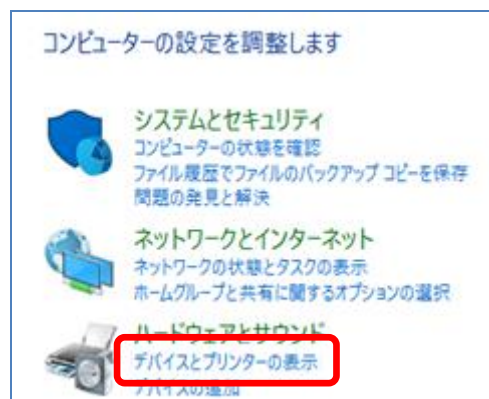 コンピューターの設定を調整します
システムとセキュリティ
コンピューターの状態を確認
ファイル履歴でファイルのバックアップ コピーを保存
問題の発見と解決
ネットワークとインターネット
ネットワークの状態とタスクの表示
ホームグループと共有に関するオプションの選択
ハードウェアとサウンド
デバイスとプリンターの表示
デバイスの追加